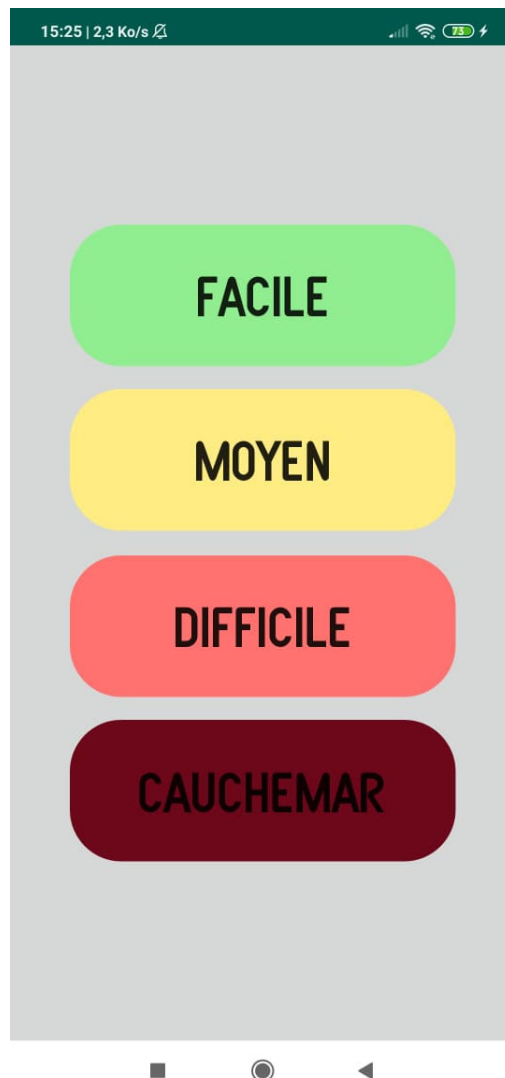 15:25 | 2,3 Ko/s
73
FACILE
MOYEN
DIFFICILE
CAUCHEMAR